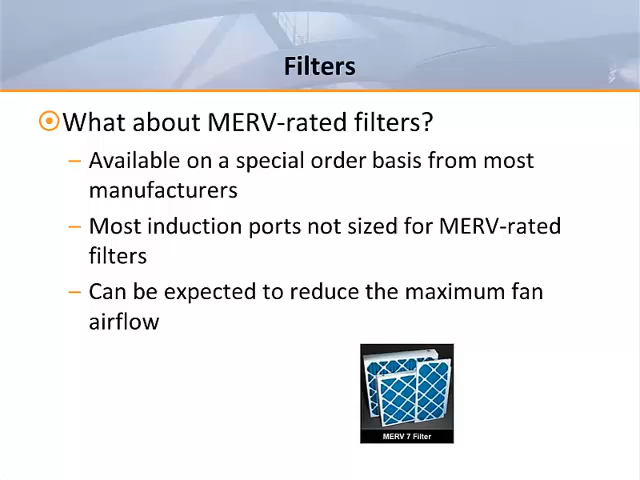 Filters
What about MERV-rated filters?
– Available on a special order basis from most
manufacturers
– Most induction ports not sized for MERV-rated
filters
– Can be expected to reduce the maximum fan
airflow
MERV 7 Filter